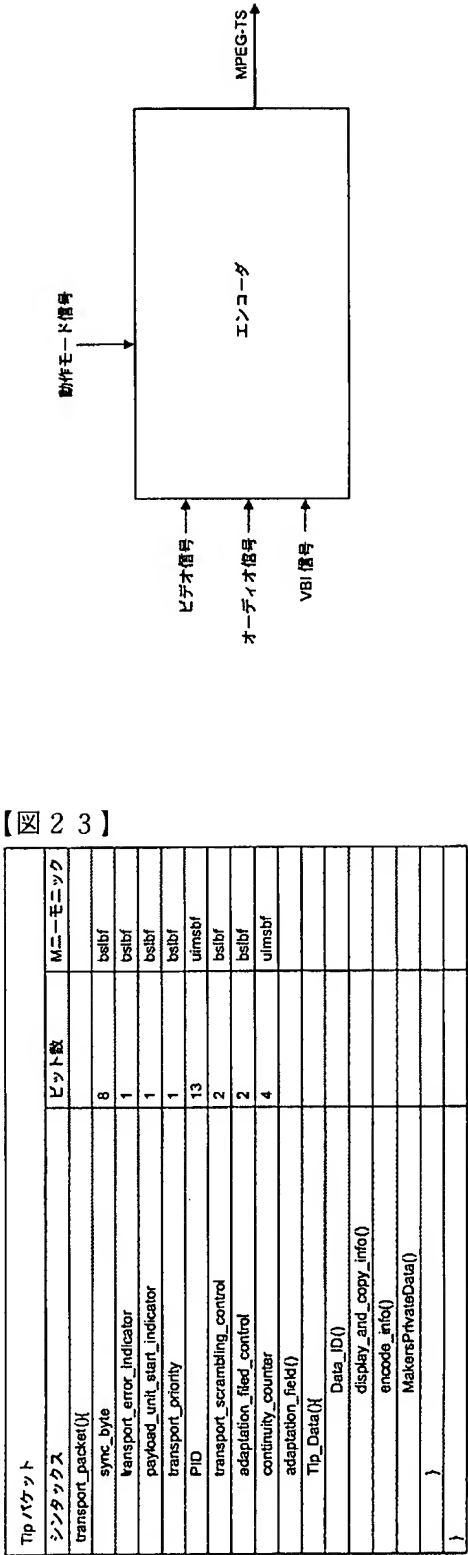 動作モード信号
ビデオ信号
オーディオ信号
VBI 信号
エンコーダ
MPEG-TS
【図23】
Tip パケット
シンタックス ビット数 Mニーモニック
transport_packet(){
sync_byte 8 bslbf
transport_error_indicator 1 bslbf
payload_unit_start_indicator 1 bslbf
transport_priority 1 bslbf
PID 13 uimsbf
transport_scrambling_control 2 bslbf
adaptation_filed_control 2 bslbf
continuity_counter 4 uimsbf
adaptation_field()
Tip_Data(){
Data_ID()
display_and_copy_info()
encode_info()
MakersPrivateData()
}
}